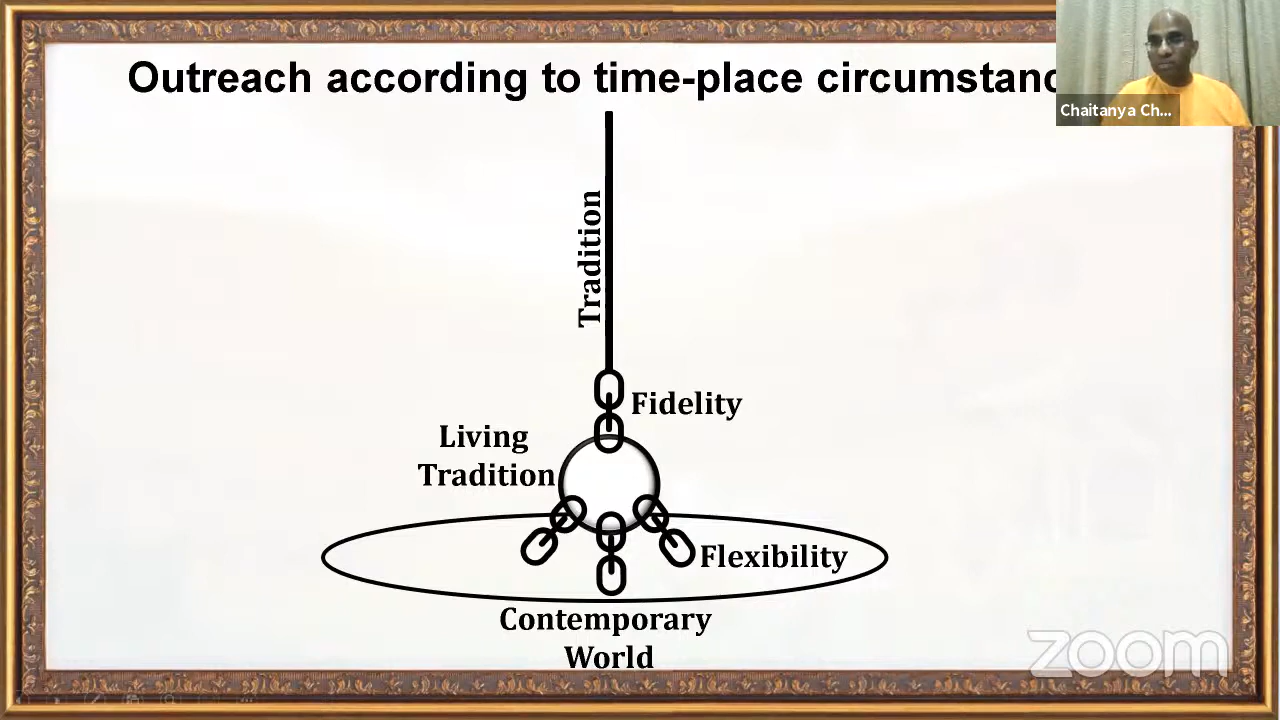 Outreach according to time-place circumstanc
Chaitanya Ch...
Tradition
Fidelity
Living
Tradition
Flexibility
Contemporary
World
zoom